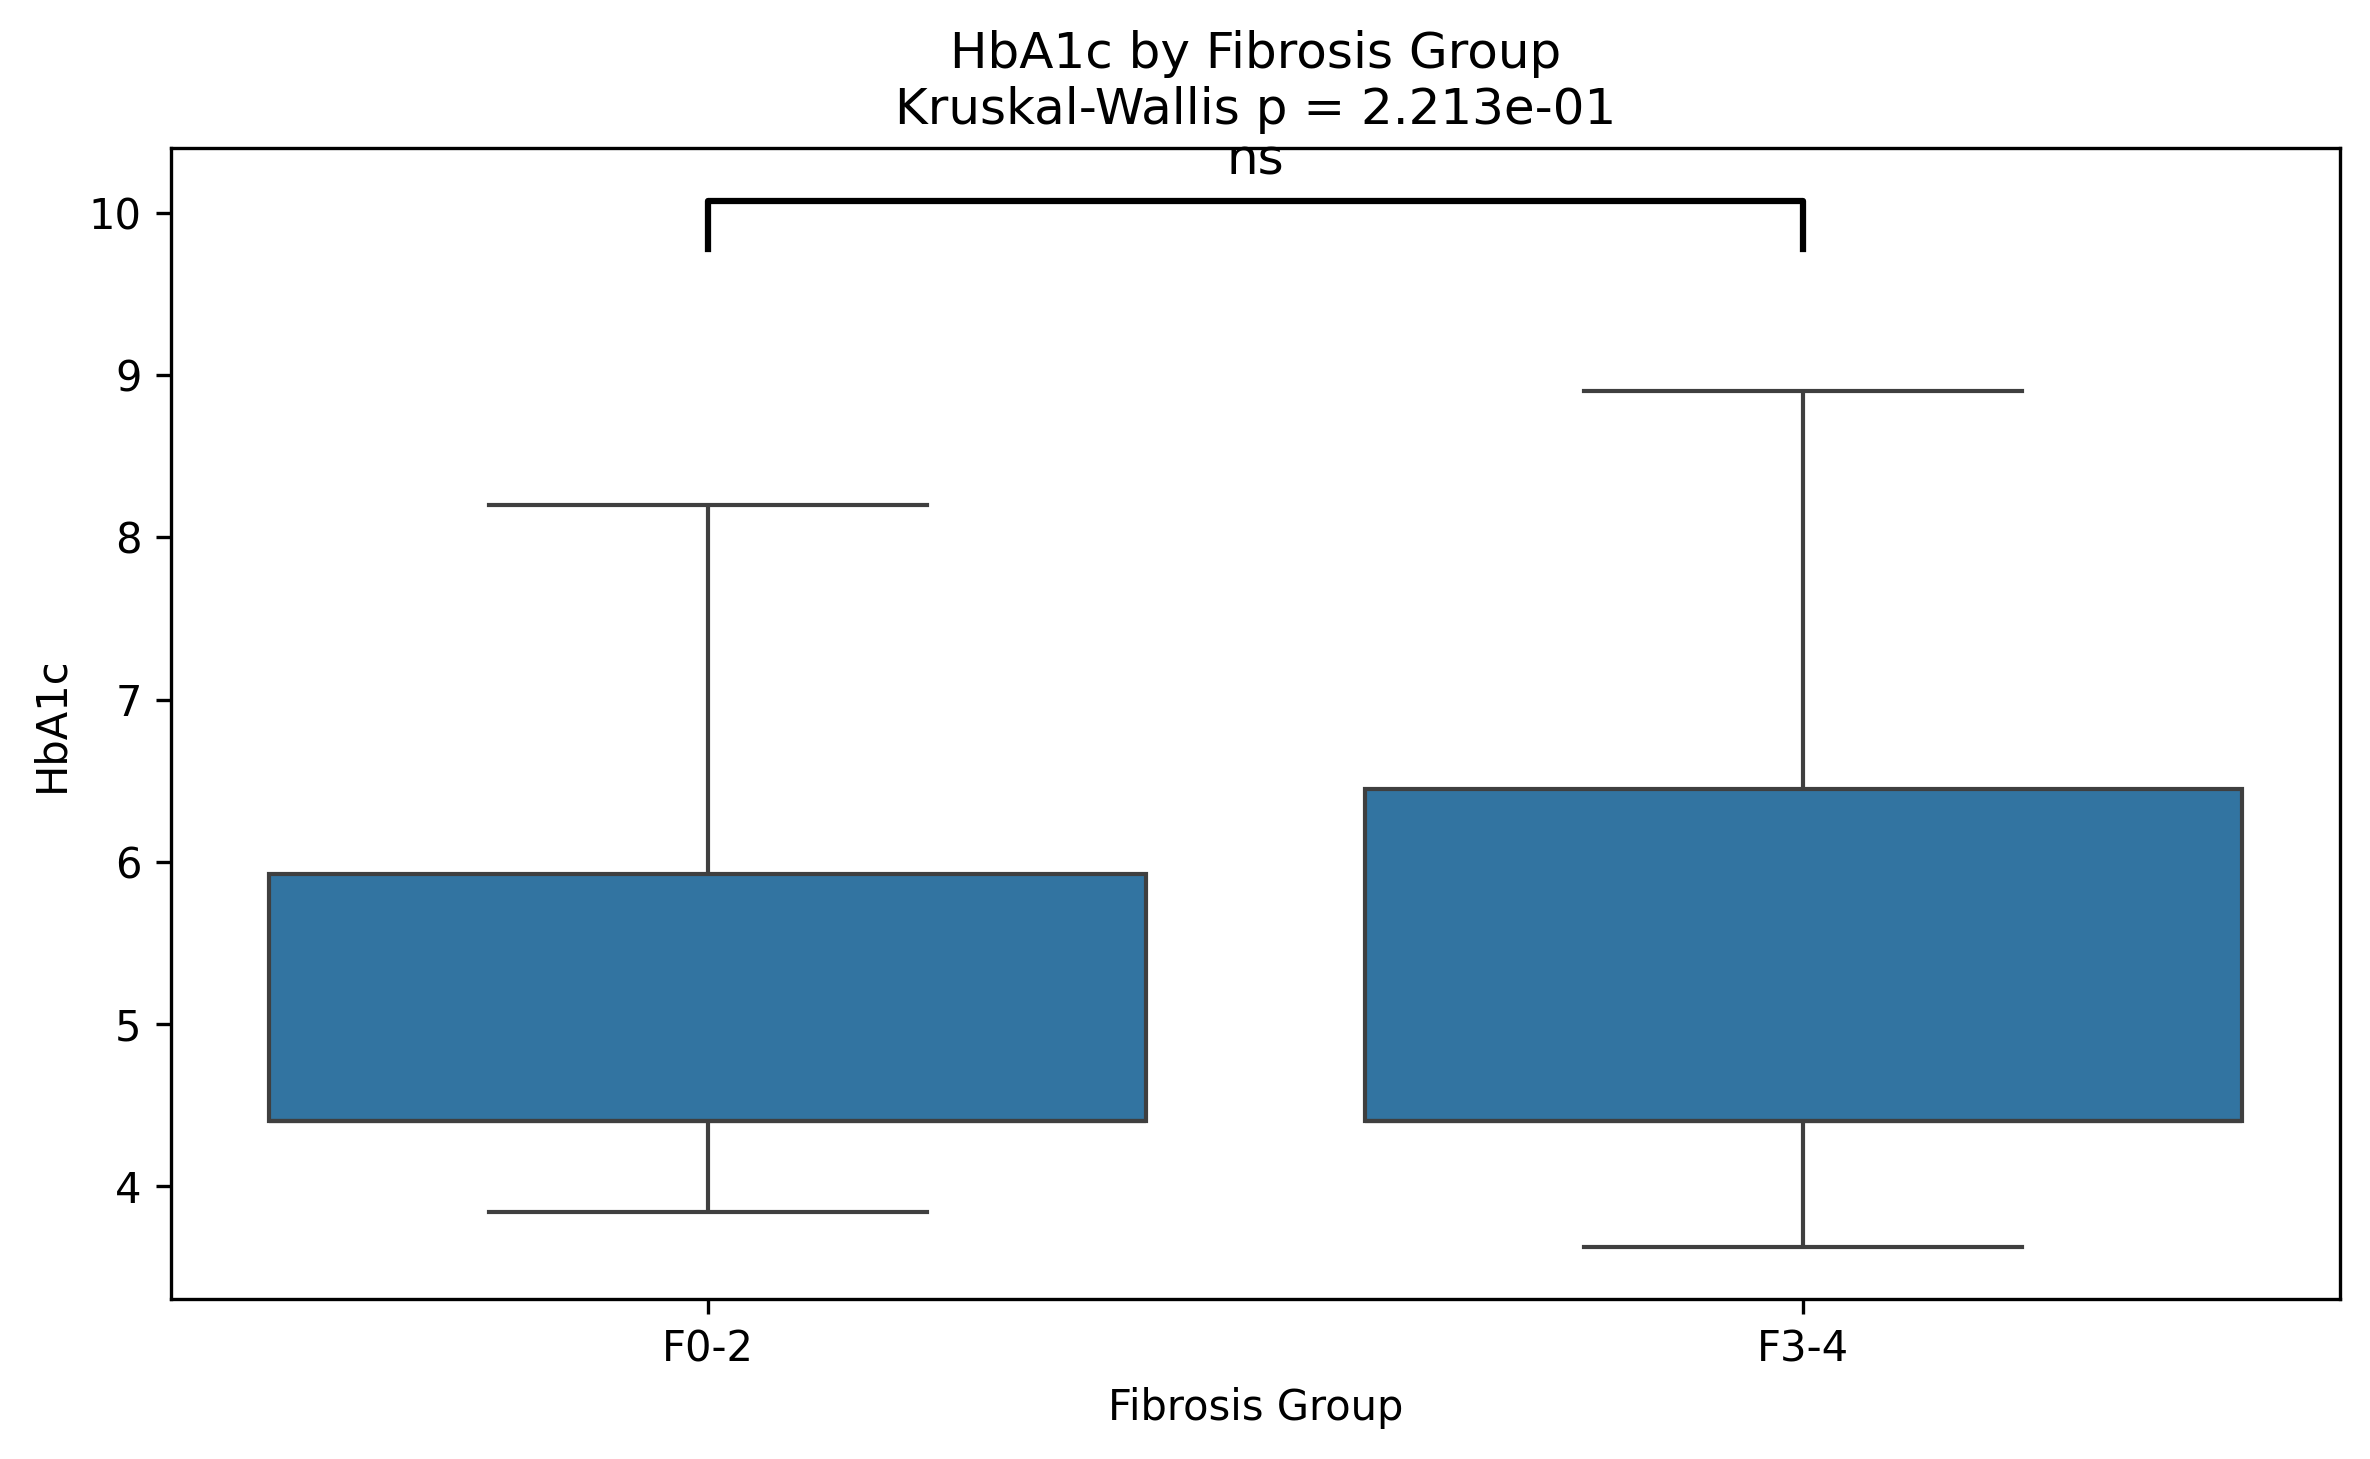 HbA1c by Fibrosis Group
Kruskal-Wallis p = 2.213e-01
ns
10
9
8
7
6
5
4
HbA1c
F0-2
F3-4
Fibrosis Group